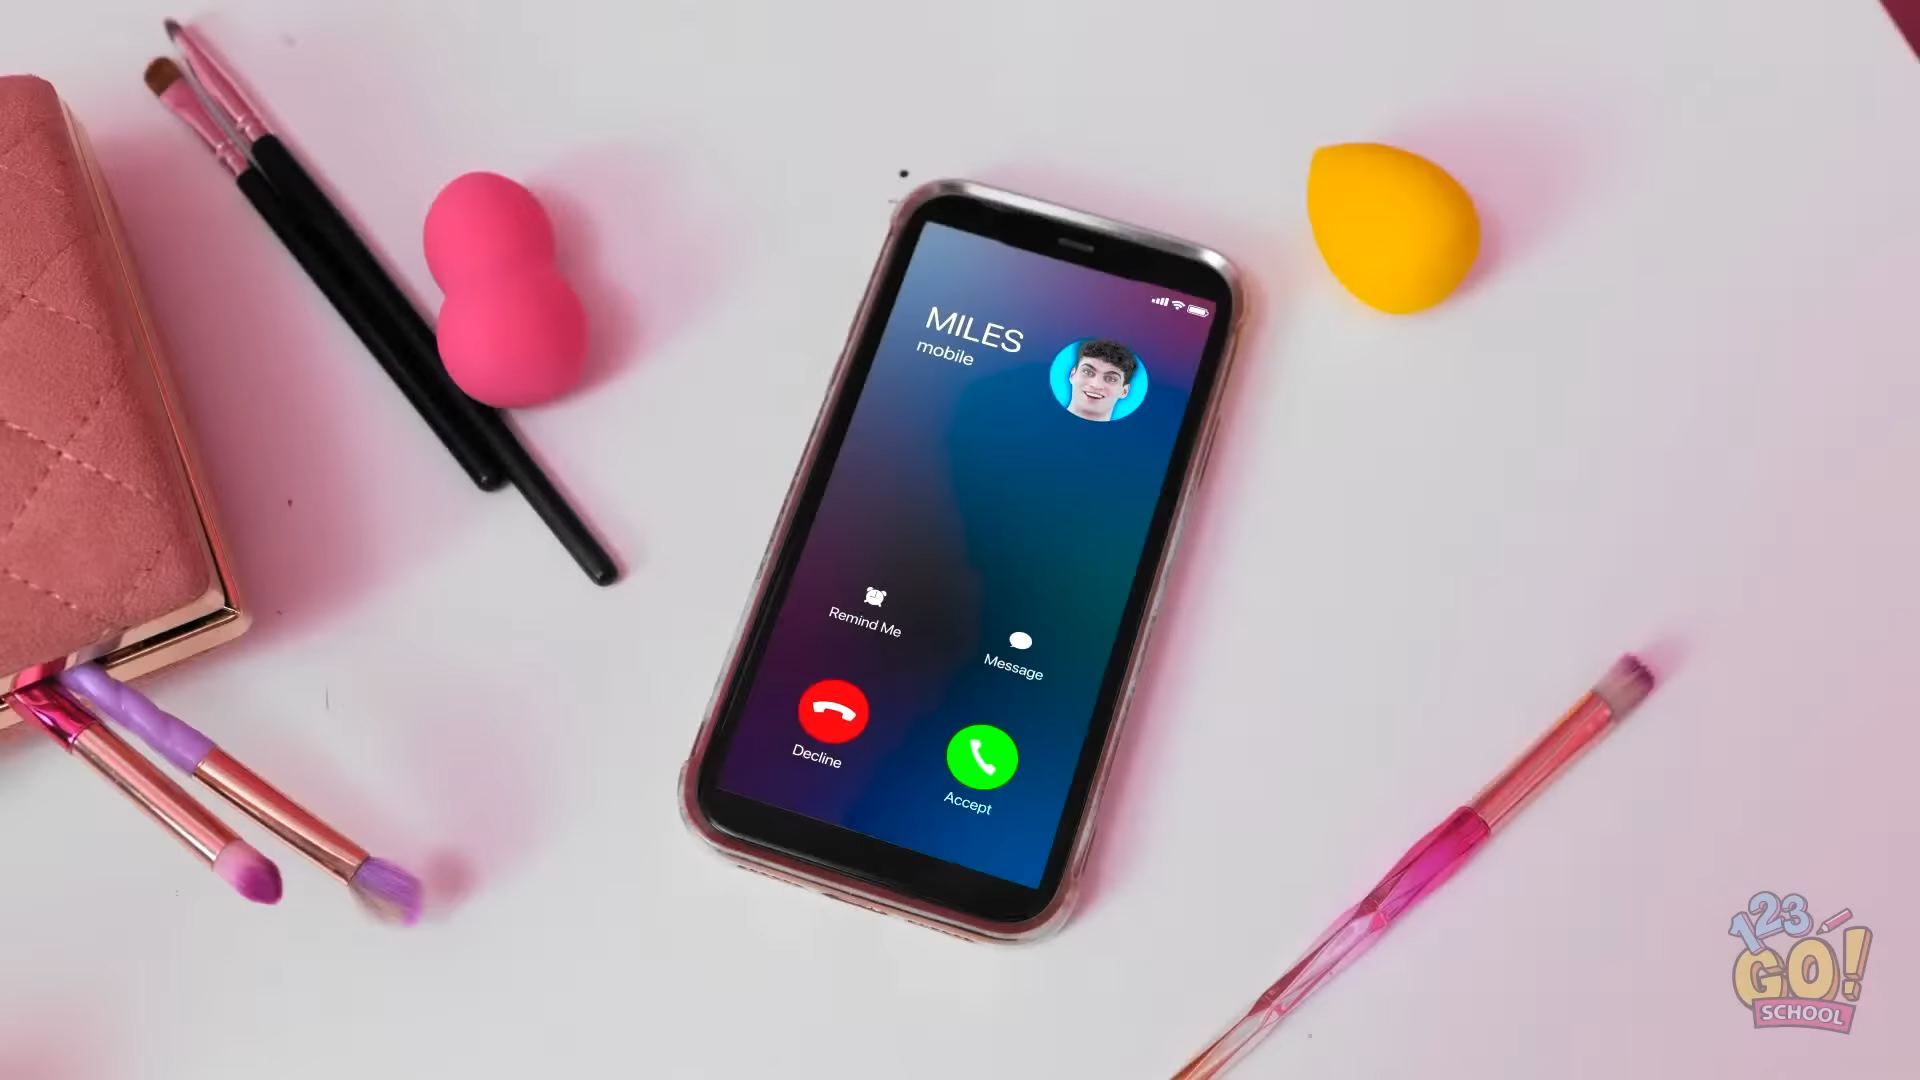 MILES
mobile
Remind Me
Message
Decline
Accept
123
GO!
SCHOOL